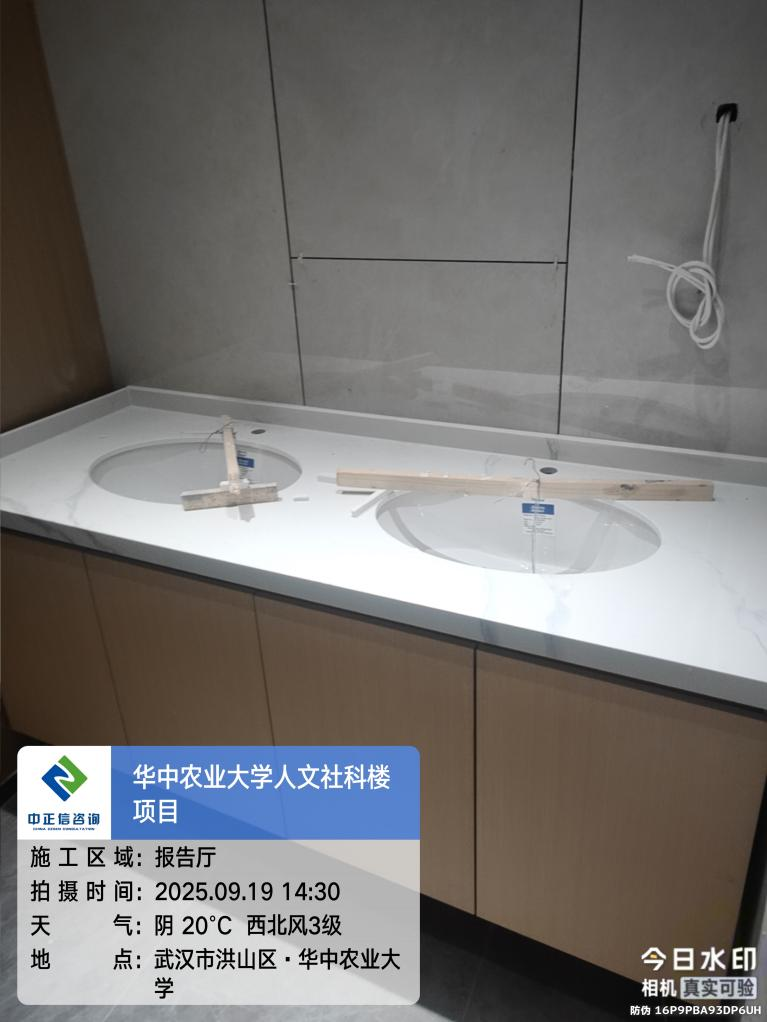 华中农业大学人文社科楼
项目
中正信咨询
施工区域：报告厅
拍摄时间：2025.09.19 14:30
天气：阴 20℃ 西北风3级
地点：武汉市洪山区·华中农业大
学
今日水印
相机 真实可验
防伪 16P9PBA93DP6UH